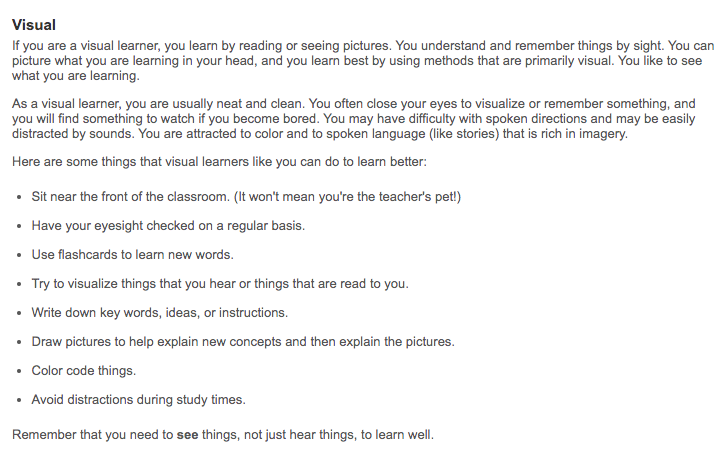 Visual
If you are a visual learner, you learn by reading or seeing pictures. You understand and remember things by sight. You can
picture what you are learning in your head, and you learn best by using methods that are primarily visual. You like to see
what you are learning.
As a visual learner, you are usually neat and clean. You often close your eyes to visualize or remember something, and
you will find something to watch if you become bored. You may have difficulty with spoken directions and may be easily
distracted by sounds. You are attracted to color and to spoken language (like stories) that is rich in imagery.
Here are some things that visual learners like you can do to learn better:
• Sit near the front of the classroom. (It won't mean you're the teacher's pet!)
• Have your eyesight checked on a regular basis.
• Use flashcards to learn new words.
• Try to visualize things that you hear or things that are read to you.
• Write down key words, ideas, or instructions.
• Draw pictures to help explain new concepts and then explain the pictures.
• Color code things.
• Avoid distractions during study times.
Remember that you need to see things, not just hear things, to learn well.